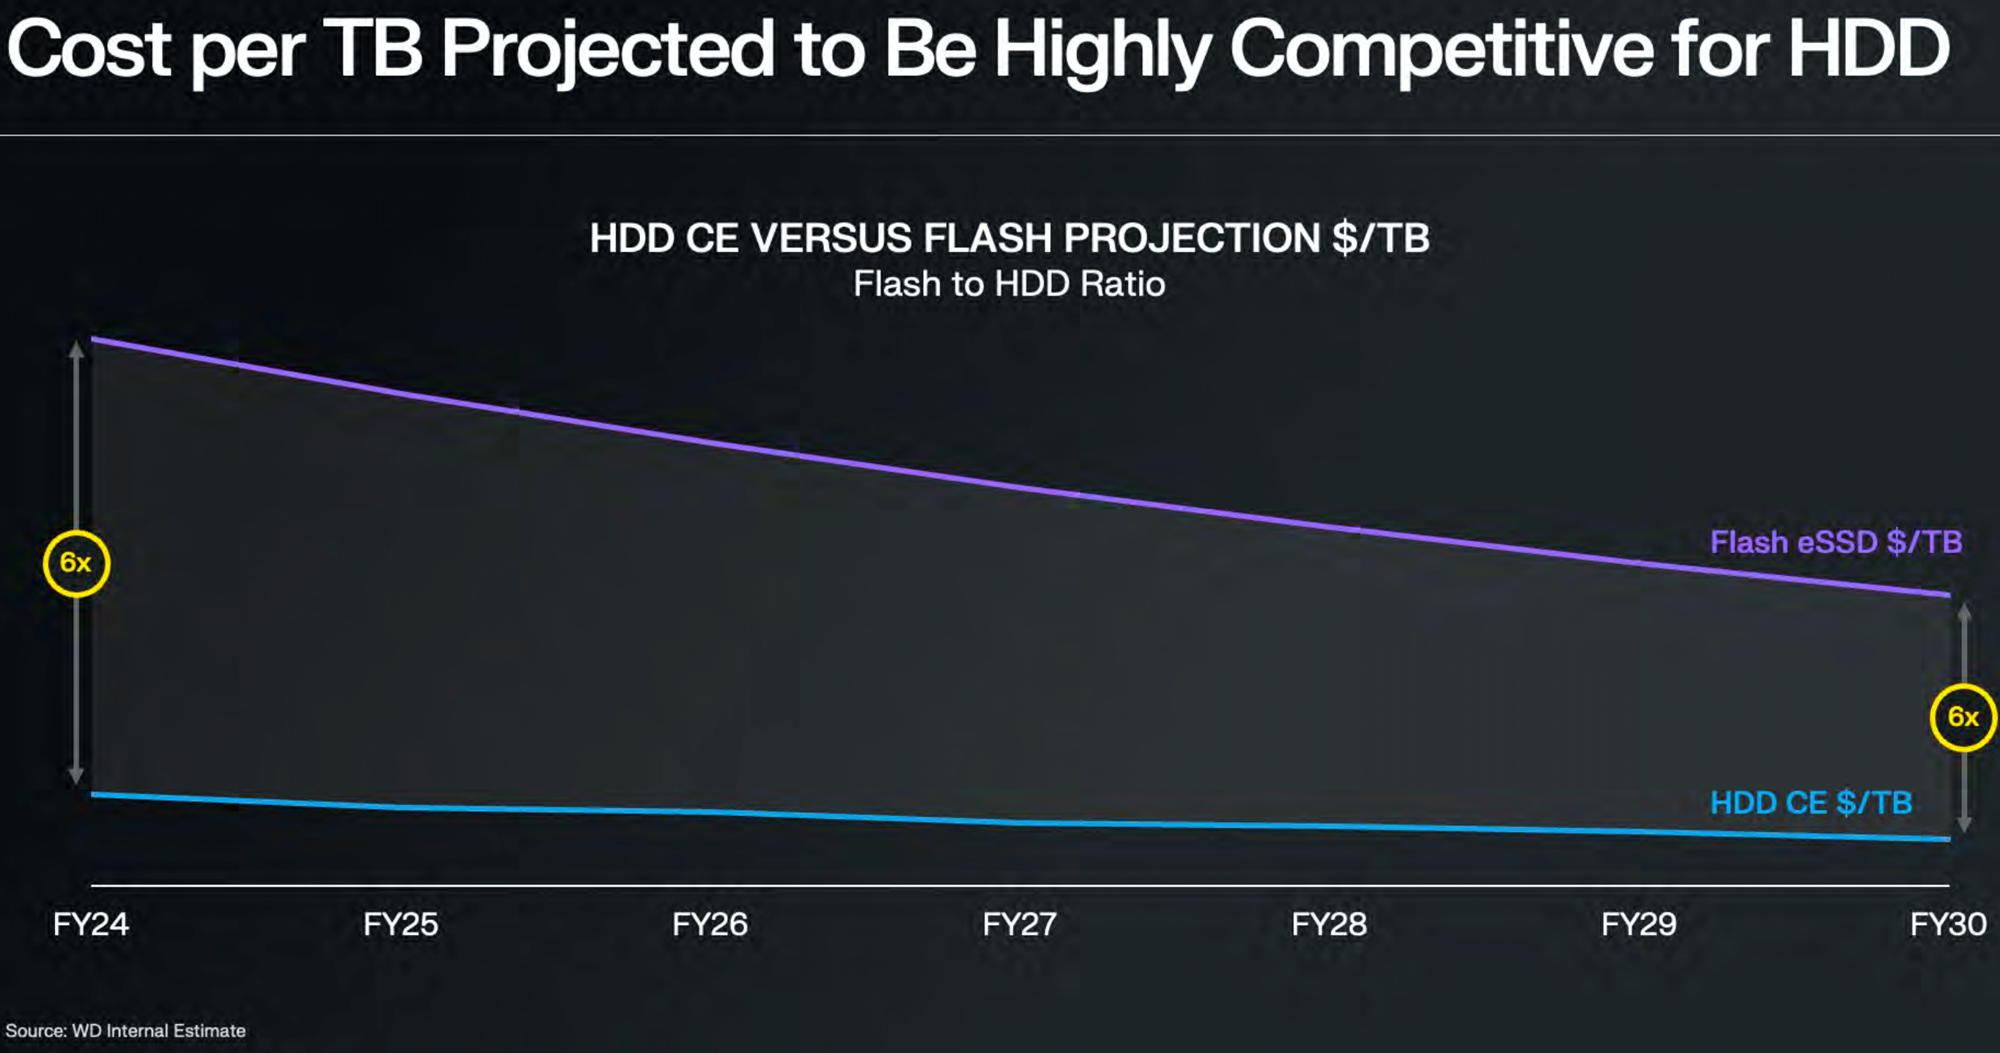 Cost per TB Projected to Be Highly Competitive for HDD
HDD CE VERSUS FLASH PROJECTION $/TB
Flash to HDD Ratio
6x
Flash eSSD $/TB
6x
HDD CE $/TB
FY24 FY25 FY26 FY27 FY28 FY29 FY30
Source: WD Internal Estimate